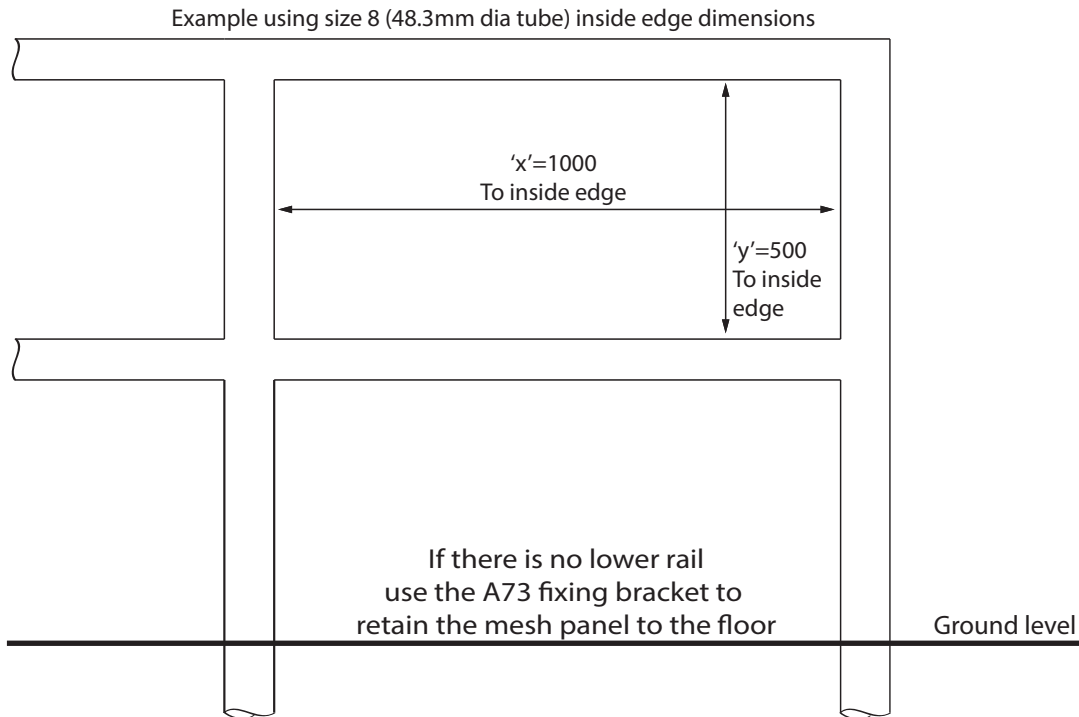 Example using size 8 (48.3mm dia tube) inside edge dimensions
‘x’=1000
To inside edge
‘y’=500
To inside
edge
If there is no lower rail
use the A73 fixing bracket to
retain the mesh panel to the floor
Ground level